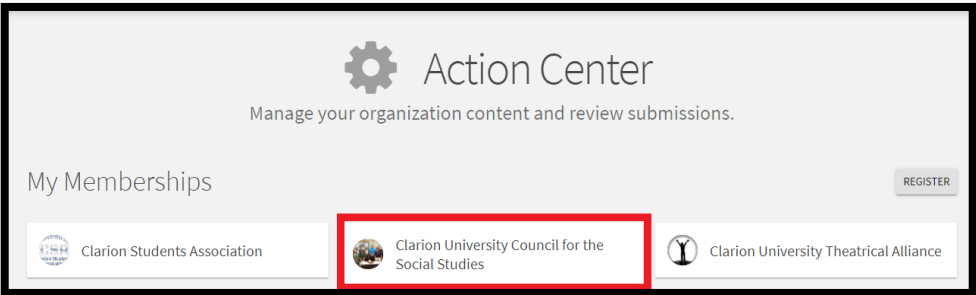 Action Center
Manage your organization content and review submissions.
My Memberships
REGISTER
CSA
Clarion Students Association
Clarion University Council for the
Social Studies
Clarion University Theatrical Alliance